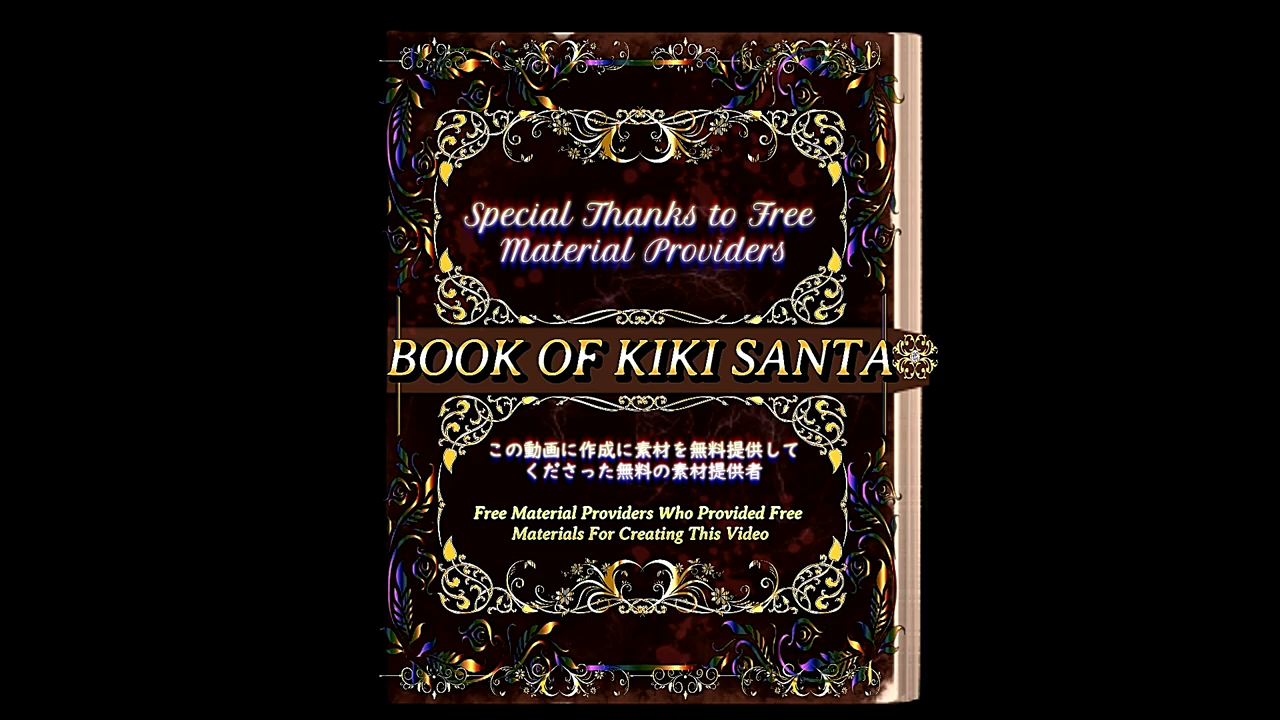 Special Thanks to Free
Material Providers
BOOK OF KIKI SANTA
この動画に作成に素材を無料提供して
くださった無料の素材提供者
Free Material Providers Who Provided Free
Materials For Creating This Video